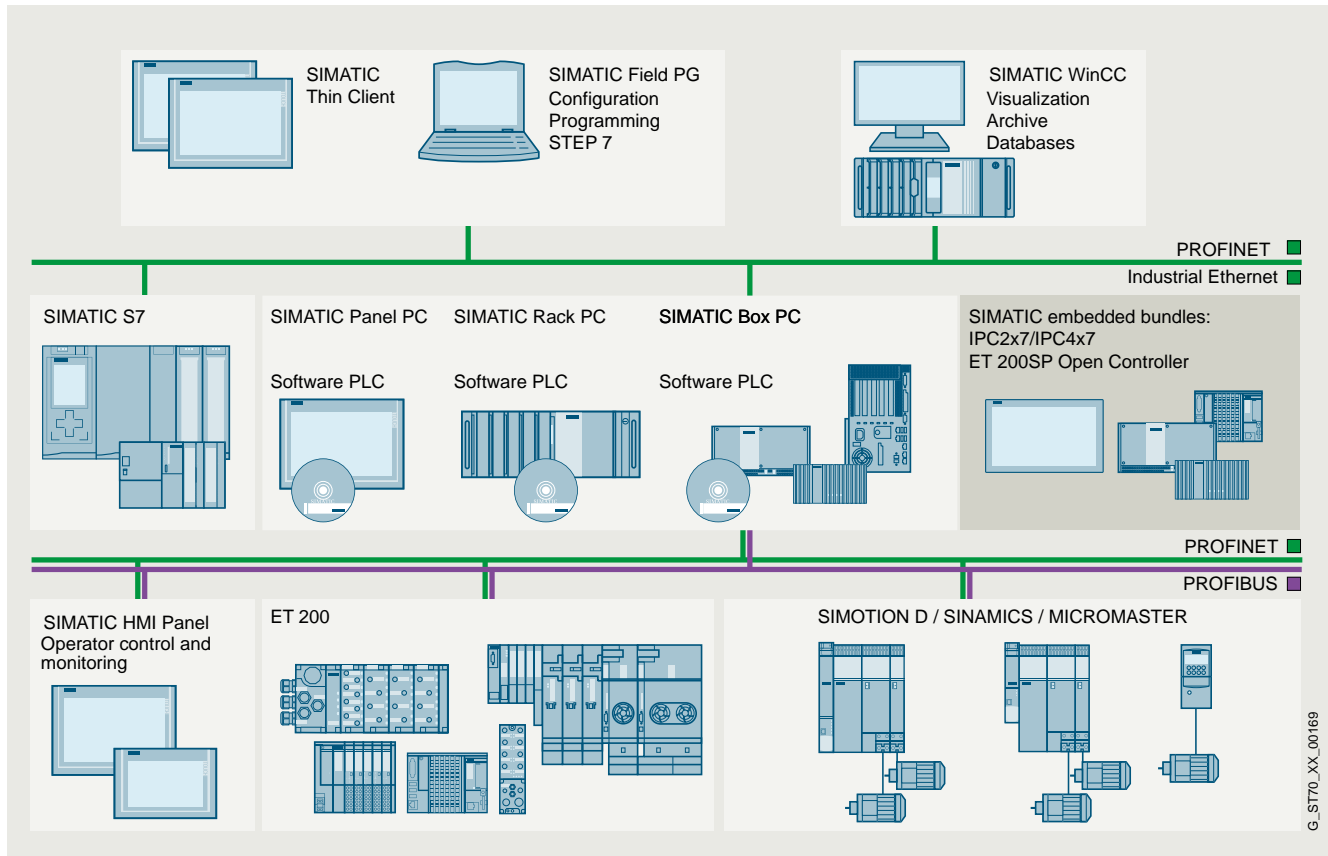 SIMATIC
Thin Client
SIMATIC Field PG
Configuration
Programming
STEP 7
SIMATIC WinCC
Visualization
Archive
Databases
PROFINET
Industrial Ethernet
SIMATIC S7
SIMATIC Panel PC
Software PLC
SIMATIC Rack PC
Software PLC
SIMATIC Box PC
Software PLC
SIMATIC embedded bundles:
IPC2x7/IPC4x7
ET 200SP Open Controller
PROFINET
PROFIBUS
SIMATIC HMI Panel
Operator control and
monitoring
ET 200
SIMOTION D / SINAMICS / MICROMASTER
G_ST70_XX_00169